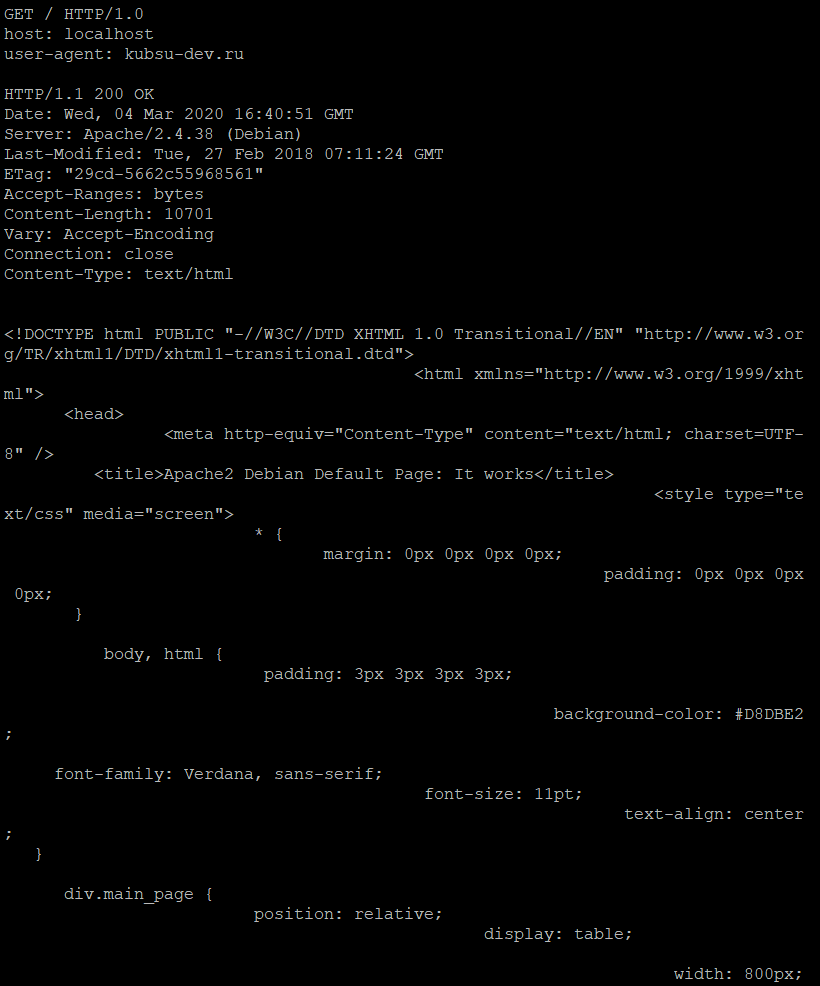 GET / HTTP/1.0
host: localhost
user-agent: kubsu-dev.ru
HTTP/1.1 200 OK
Date: Wed, 04 Mar 2020 16:40:51 GMT
Server: Apache/2.4.38 (Debian)
Last-Modified: Tue, 27 Feb 2018 07:11:24 GMT
ETag: "29cd-5662c55968561"
Accept-Ranges: bytes
Content-Length: 10701
Vary: Accept-Encoding
Connection: close
Content-Type: text/html
<!DOCTYPE html PUBLIC "-//W3C//DTD XHTML 1.0 Transitional//EN" "http://www.w3.or
g/TR/xhtml1/DTD/xhtml1-transitional.dtd">
<html xmlns="http://www.w3.org/1999/xht
ml">
<head>
<meta http-equiv="Content-Type" content="text/html; charset=UTF-
8" />
<title>Apache2 Debian Default Page: It works</title>
<style type="te
xt/css" media="screen">
* {
margin: 0px 0px 0px 0px;
padding: 0px 0px 0px
0px;
}
body, html {
padding: 3px 3px 3px 3px;
background-color: #D8DBE2
;
font-family: Verdana, sans-serif;
font-size: 11pt;
text-align: center
;
}
div.main_page {
position: relative;
display: table;
width: 800px;